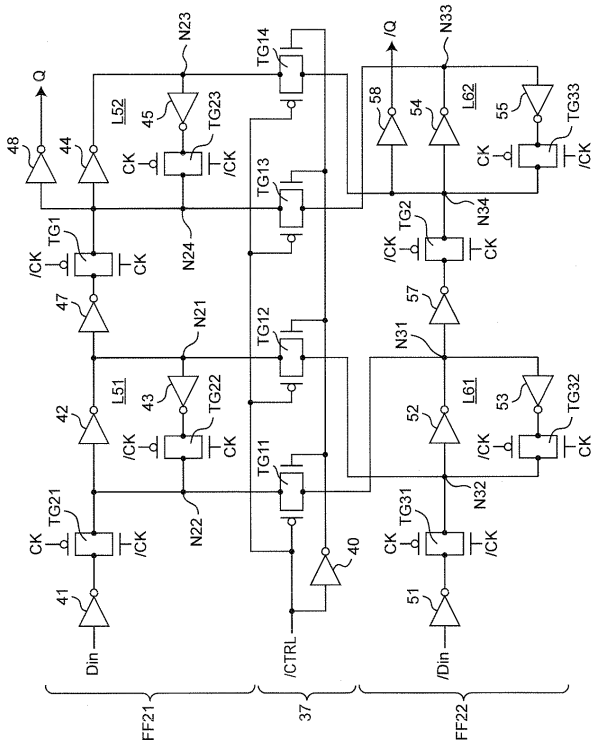 48
Q
Din
41
CK
TG21
/CK
42
47
/CK
TG1
CK
44
N23
L51
N21
L52
43
45
/CK
TG22
CK
CK
TG23
/CK
N22
N24
FF21
TG11
TG12
TG13
TG14
/CTRL
40
37
58
/Q
/Din
51
CK
TG31
/CK
N32
52
N31
57
/CK
TG2
CK
N34
54
N33
L61
L62
53
55
/CK
TG32
CK
CK
TG33
/CK
FF22